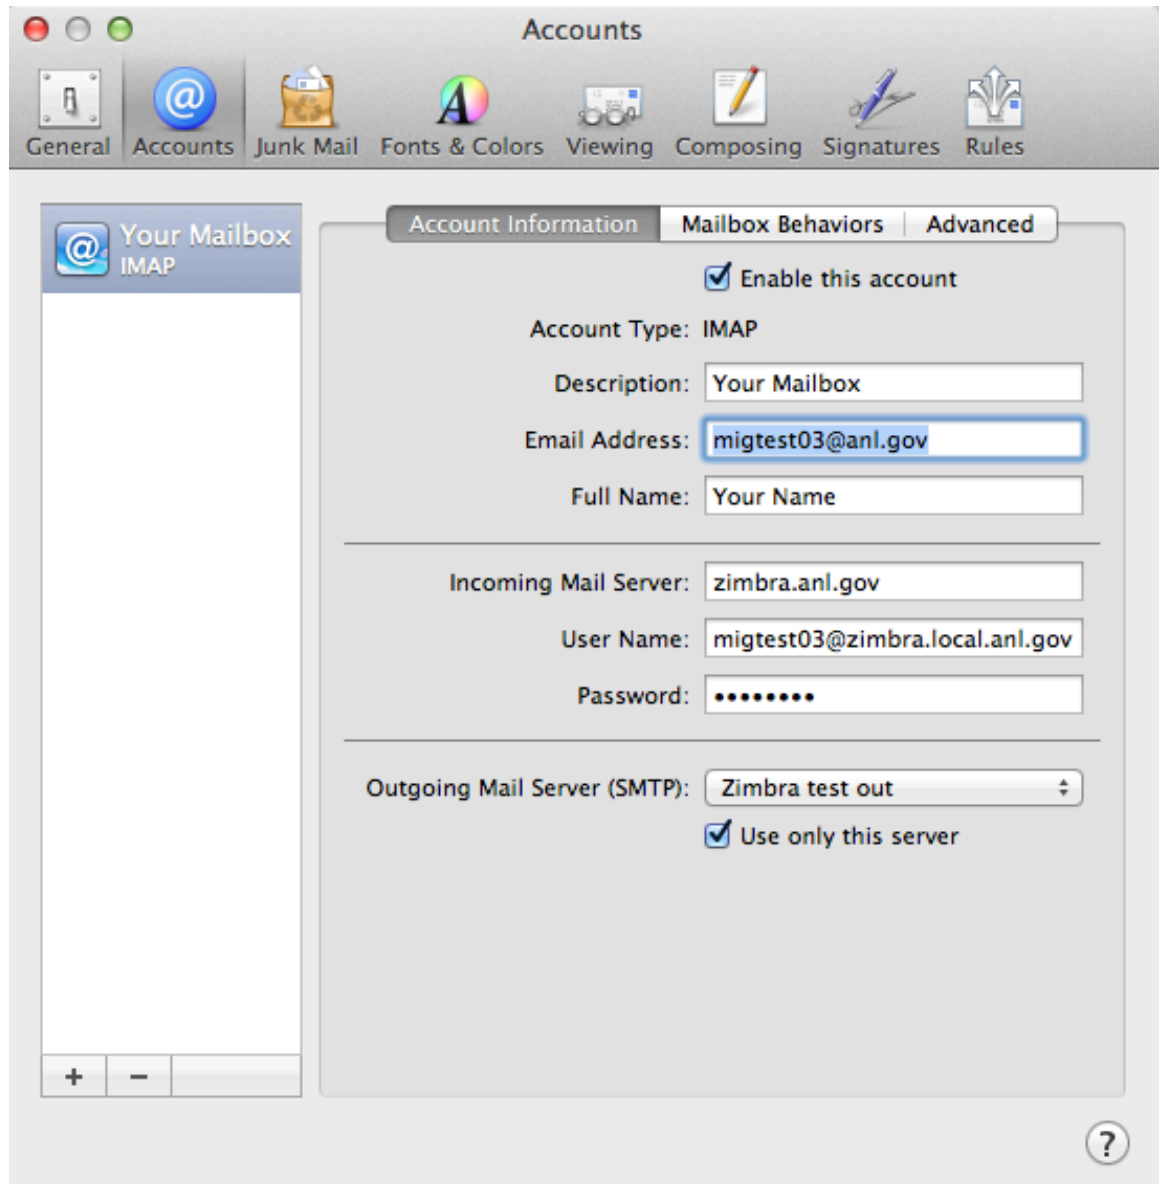 Accounts
General Accounts Junk Mail Fonts & Colors Viewing Composing Signatures Rules
Your Mailbox
IMAP
Account Information Mailbox Behaviors Advanced
Enable this account
Account Type: IMAP
Description: Your Mailbox
Email Address: migtest03@anl.gov
Full Name: Your Name
Incoming Mail Server: zimbra.anl.gov
User Name: migtest03@zimbra.local.anl.gov
Password: ••••••••
Outgoing Mail Server (SMTP): Zimbra test out
Use only this server
+ −
?